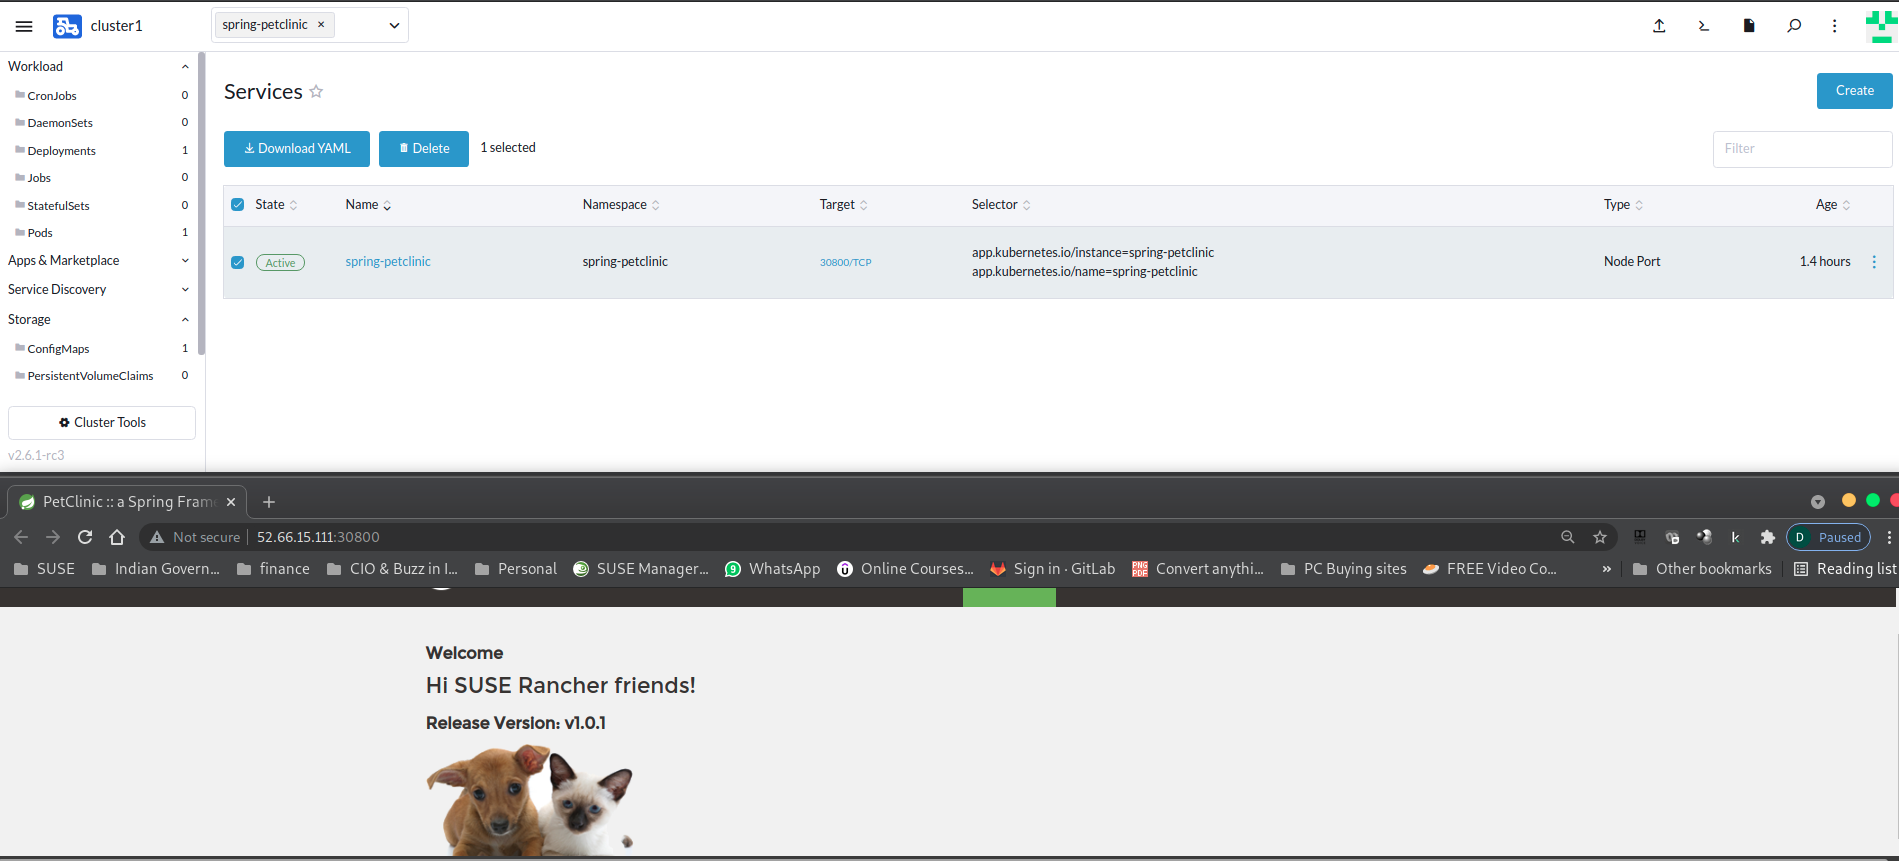 cluster1
spring-petclinic ×
Workload
CronJobs 0
DaemonSets 0
Deployments 1
Jobs 0
StatefulSets 0
Pods 1
Apps & Marketplace
Service Discovery
Storage
ConfigMaps 1
PersistentVolumeClaims 0
Cluster Tools
v2.6.1-rc3
Services
Create
Download YAML Delete 1 selected
Filter
State Name Namespace Target Selector Type Age
Active spring-petclinic spring-petclinic 30800/TCP app.kubernetes.io/instance=spring-petclinic Node Port 1.4 hours
app.kubernetes.io/name=spring-petclinic
PetClinic :: a Spring Fram
Not secure 52.66.15.111:30800 k D Paused
SUSE Indian Govern... finance CIO & Buzz in I... Personal SUSE Manager... 9 WhatsApp Online Courses... Sign in · GitLab PNG PDF Convert anythi... PC Buying sites FREE Video Co... » Other bookmarks Reading list
Welcome
Hi SUSE Rancher friends!
Release Version: v1.0.1